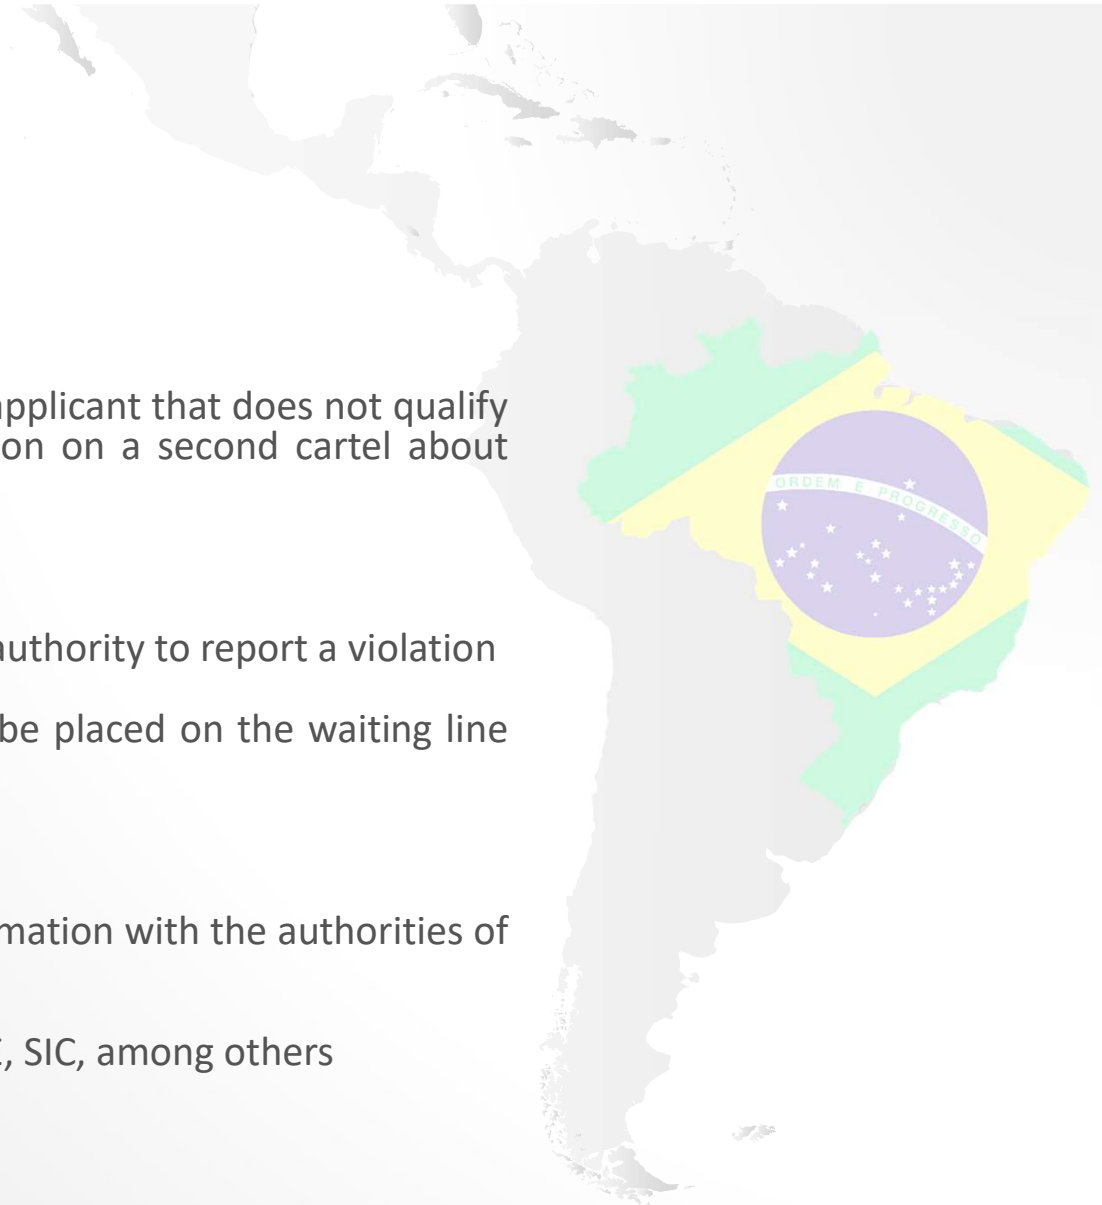 applicant that does not qualify
on on a second cartel about
ORDEM E PROGRESSO
authority to report a violation
be placed on the waiting line
mation with the authorities of
, SIC, among others